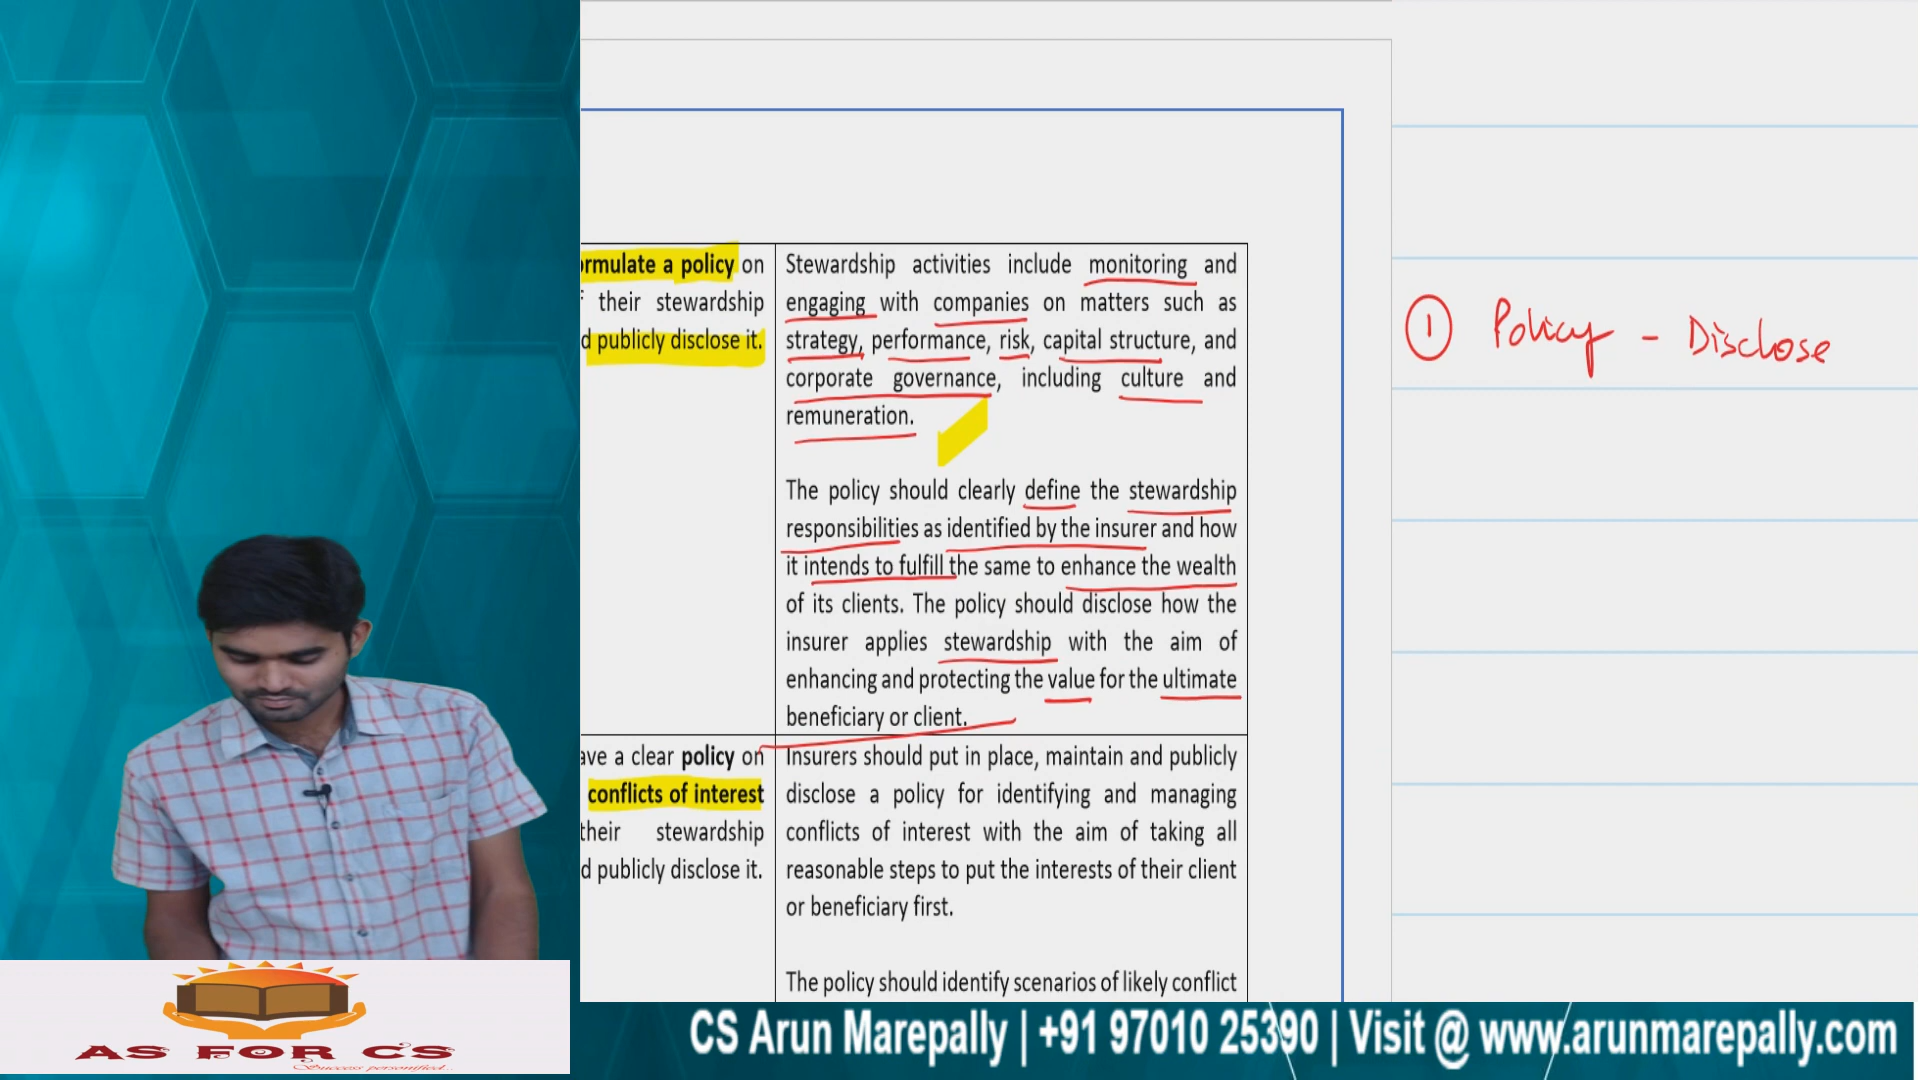 ormulate a policy on
their stewardship
d publicly disclose it.
Stewardship activities include monitoring and
engaging with companies on matters such as
strategy, performance, risk, capital structure, and
corporate governance, including culture and
remuneration.
The policy should clearly define the stewardship
responsibilities as identified by the insurer and how
it intends to fulfill the same to enhance the wealth
of its clients. The policy should disclose how the
insurer applies stewardship with the aim of
enhancing and protecting the value for the ultimate
beneficiary or client.
ave a clear policy on
conflicts of interest
their stewardship
d publicly disclose it.
Insurers should put in place, maintain and publicly
disclose a policy for identifying and managing
conflicts of interest with the aim of taking all
reasonable steps to put the interests of their client
or beneficiary first.
The policy should identify scenarios of likely conflict
① Policy - Disclose
AS FOR CS
Success personified...
CS Arun Marepally | +91 97010 25390 | Visit @ www.arunmarepally.com